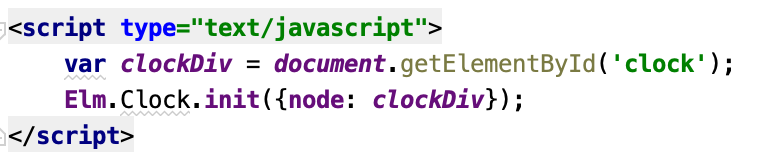 <script type="text/javascript">
    var clockDiv = document.getElementById('clock');
    Elm.Clock.init({node: clockDiv});
</script>